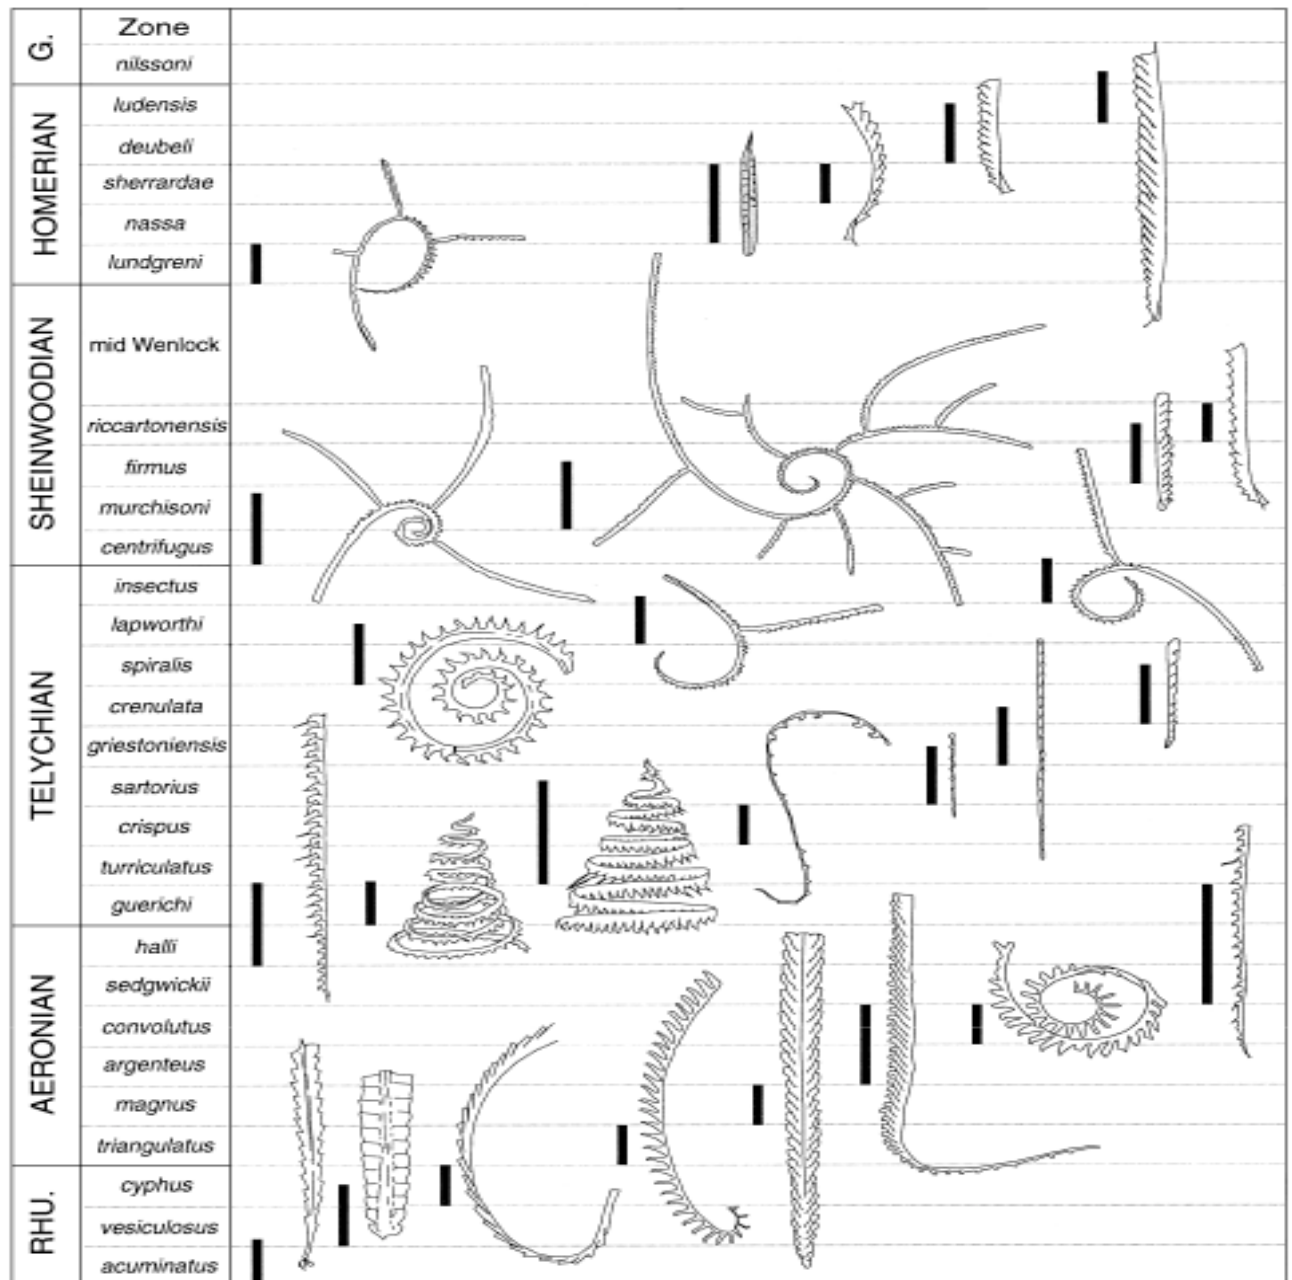 Zone
G.
nilssoni
HOMERIAN
ludensis
deubeli
sherrardae
nassa
lundgreni
SHEINWOODIAN
mid Wenlock
riccartonensis
firmus
murchisoni
centrifugus
TELYCHIAN
insectus
lapworthi
spiralis
crenulata
griestoniensis
sartorius
crispus
turriculatus
guerichi
AERONIAN
halli
sedgwickii
convolutus
argenteus
magnus
triangulatus
RHU.
cyphus
vesiculosus
acuminatus